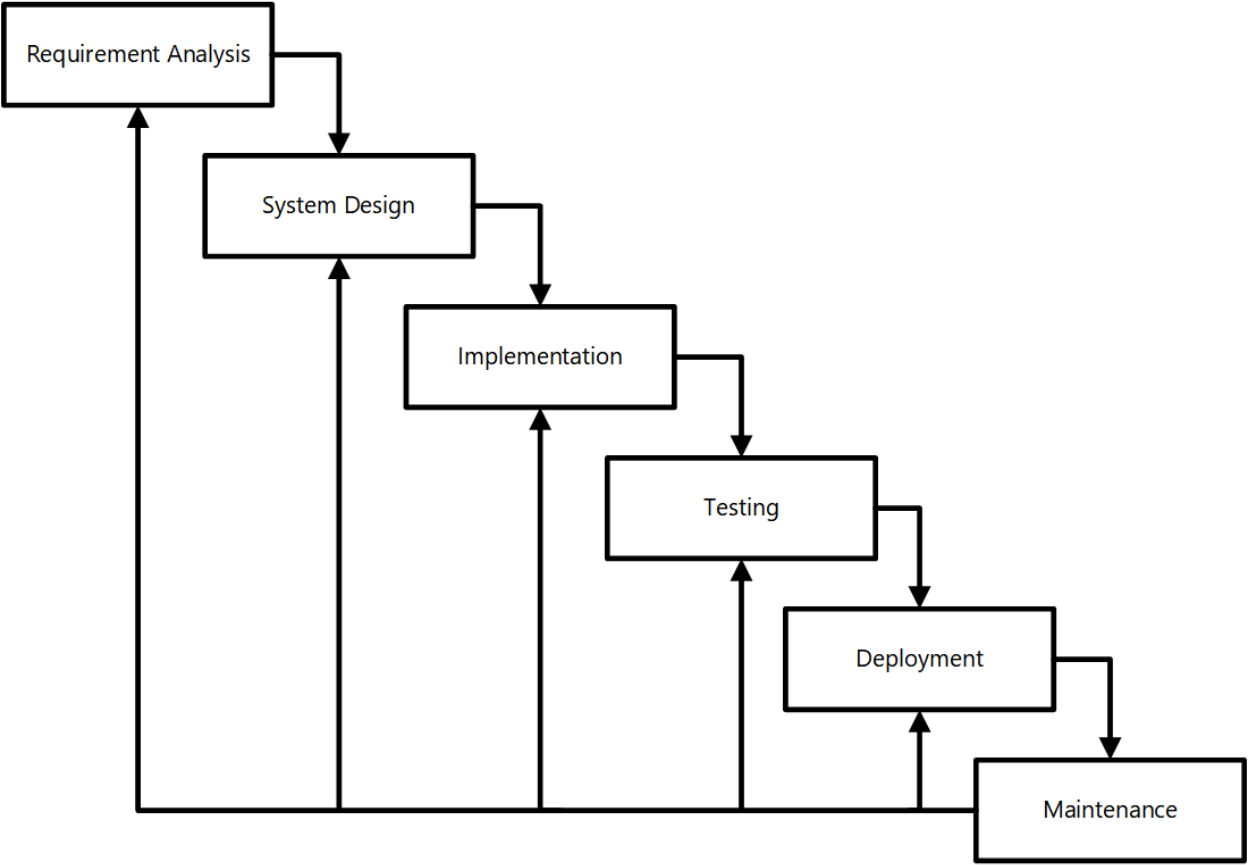 Requirement Analysis
System Design
Implementation
Testing
Deployment
Maintenance